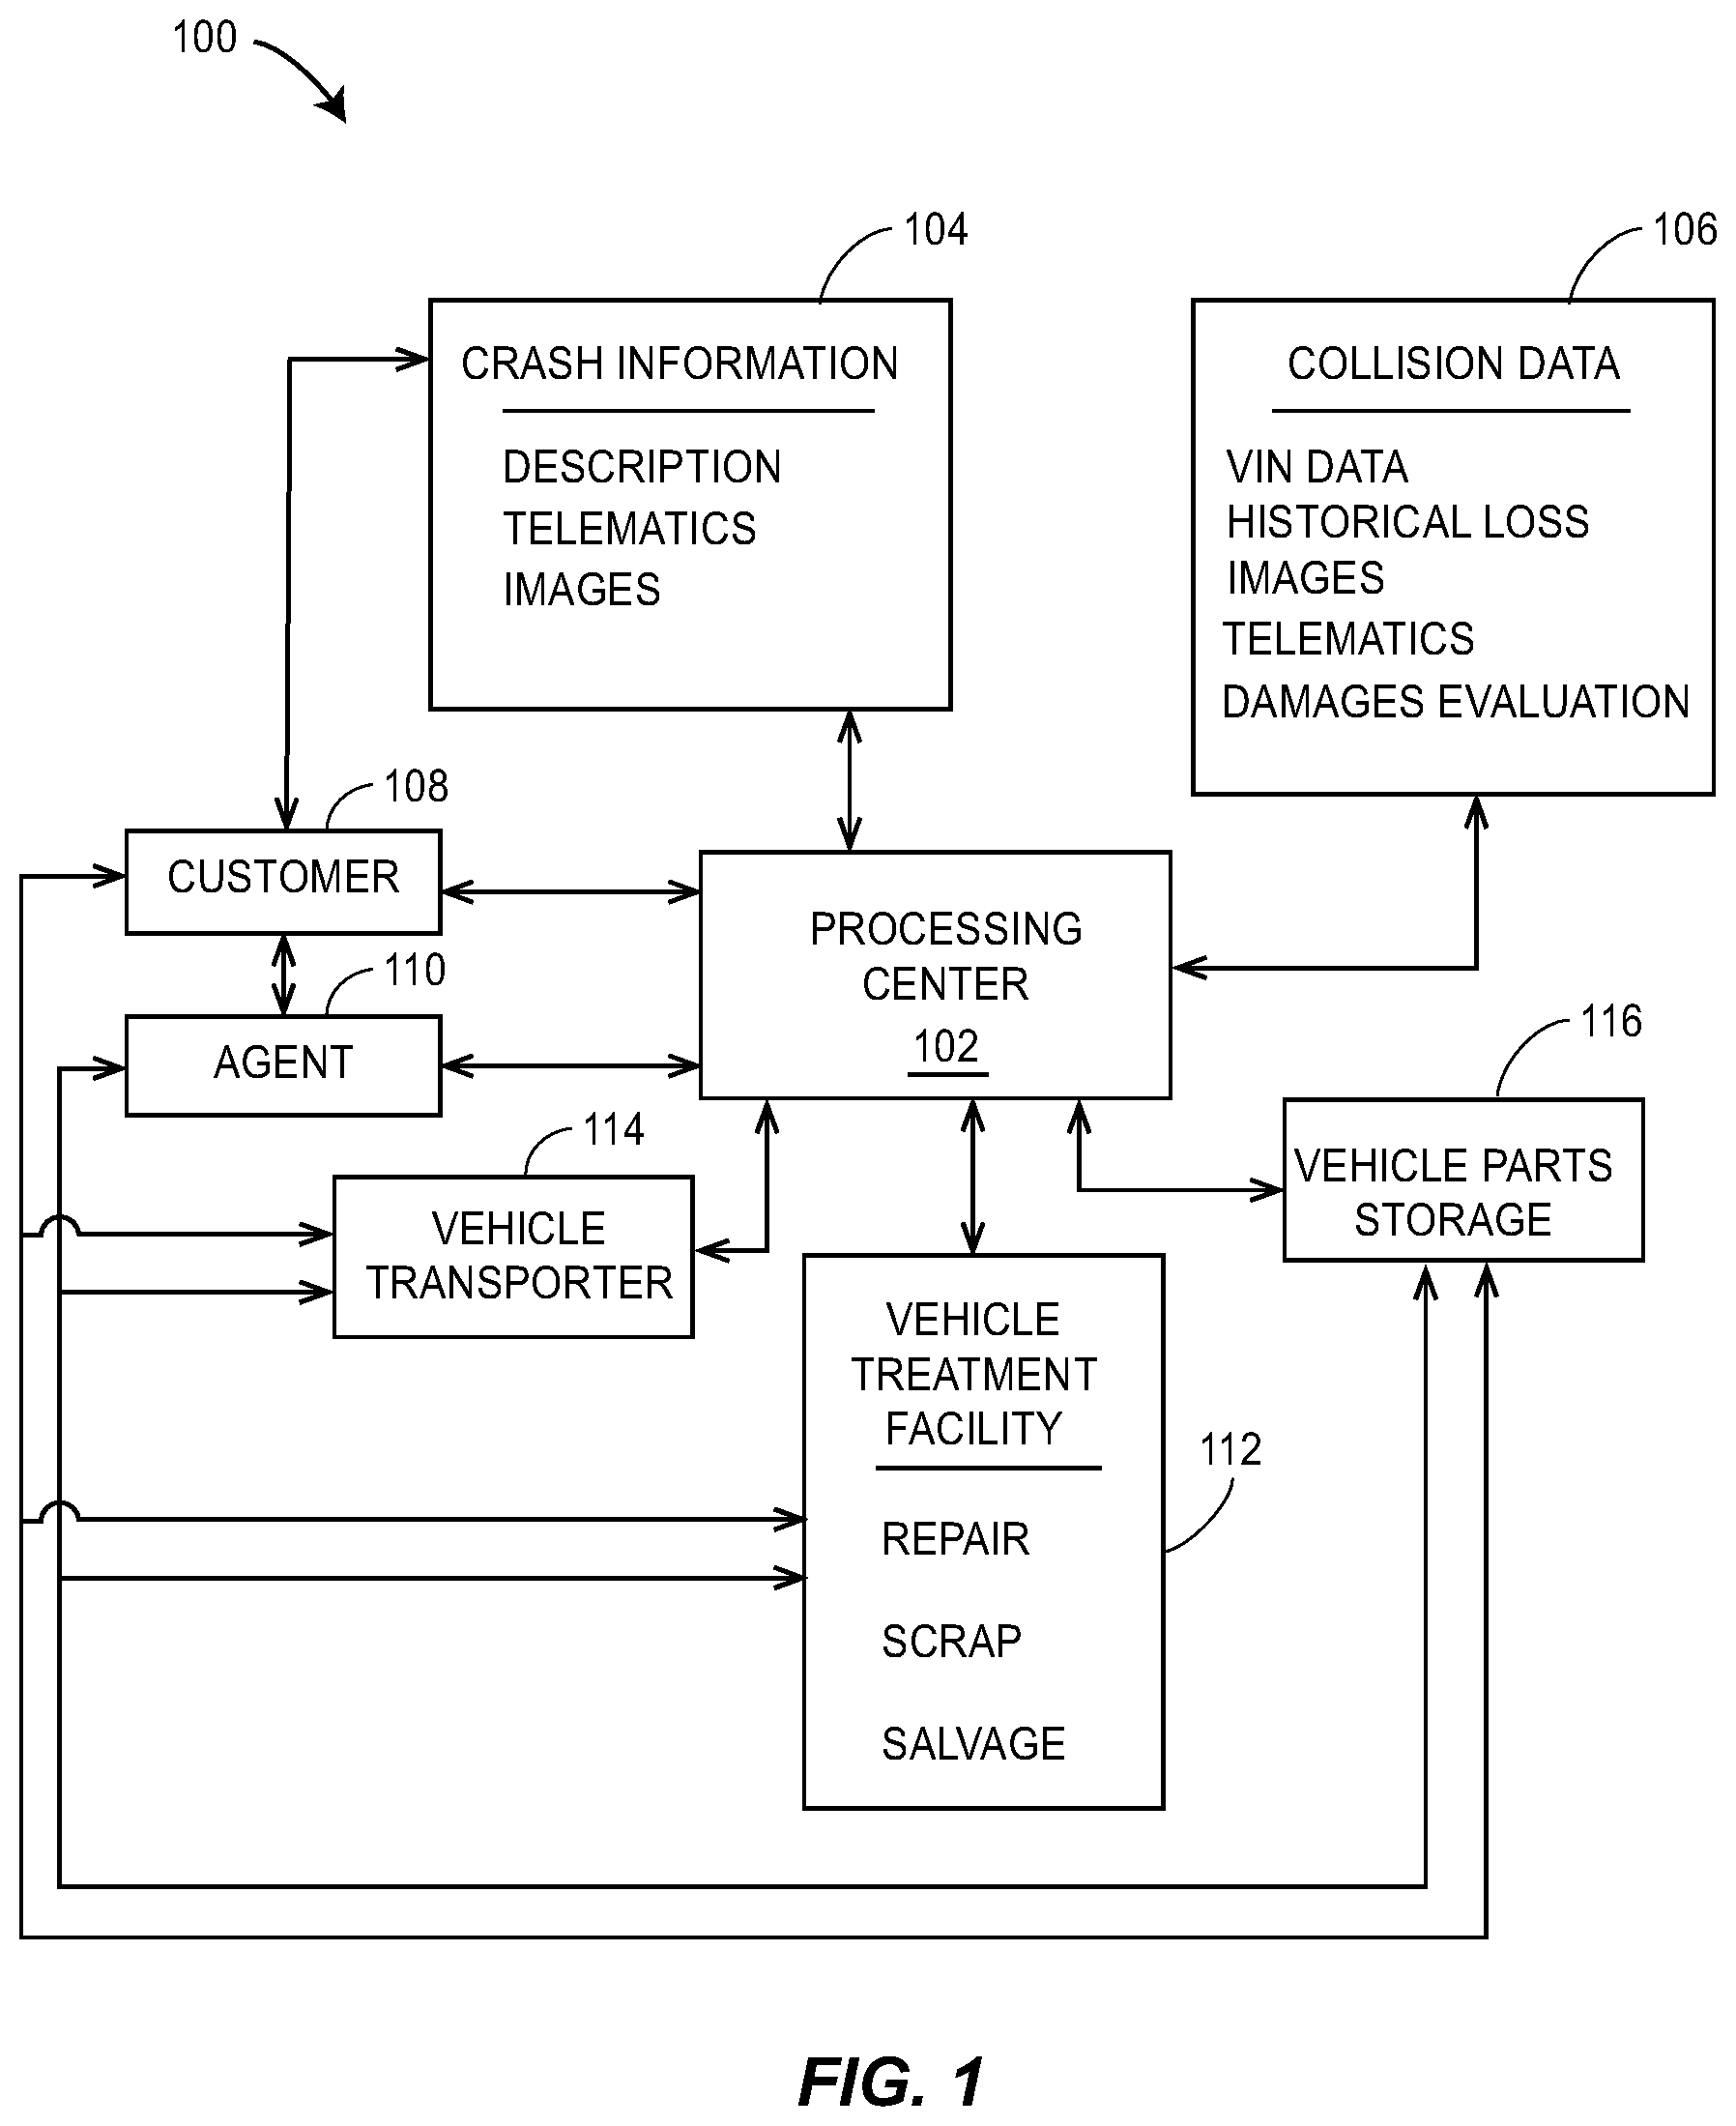 100
104
CRASH INFORMATION
DESCRIPTION
TELEMATICS
IMAGES
106
COLLISION DATA
VIN DATA
HISTORICAL LOSS
IMAGES
TELEMATICS
DAMAGES EVALUATION
108
CUSTOMER
110
AGENT
PROCESSING
CENTER
102
116
VEHICLE PARTS
STORAGE
114
VEHICLE
TRANSPORTER
VEHICLE
TREATMENT
FACILITY
REPAIR
SCRAP
SALVAGE
112
FIG. 1